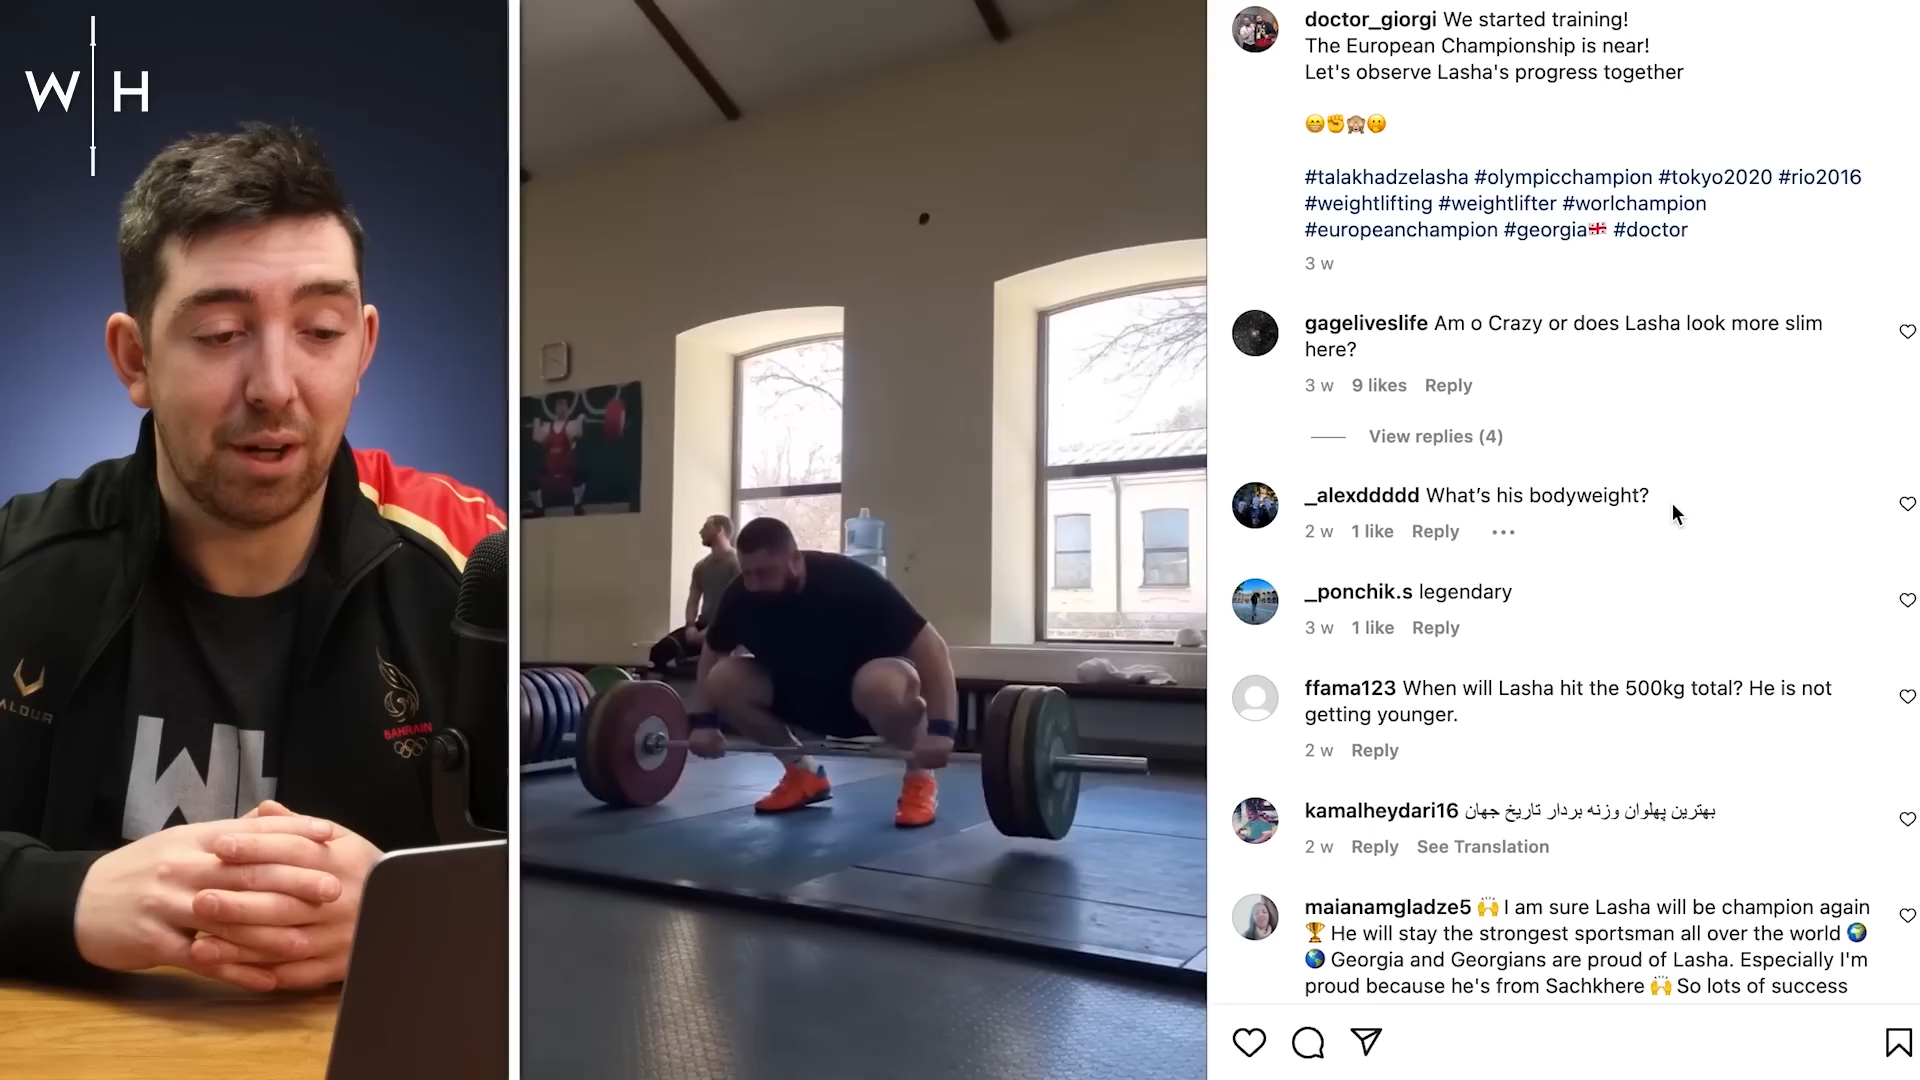 W H
ALOUR
BAHRAIN
doctor_giorgi We started training!
The European Championship is near!
Let's observe Lasha's progress together
😁✊🙈🤭
#talakhadzelasha #olympicchampion #tokyo2020 #rio2016
#weightlifting #weightlifter #worlchampion
#europeanchampion #georgia🇬🇪 #doctor
3 w
gageliveslife Am o Crazy or does Lasha look more slim
here?
3 w 9 likes Reply
View replies (4)
_alexddddd What's his bodyweight?
2 w 1 like Reply
_ponchik.s legendary
3 w 1 like Reply
ffama123 When will Lasha hit the 500kg total? He is not
getting younger.
2 w Reply
kamalheydari16 بهترین پهلوان وزنه بردار تاریخ جهان
2 w Reply See Translation
maianamgladze5 🙌 I am sure Lasha will be champion again
🏆 He will stay the strongest sportsman all over the world 🌍
🌎 Georgia and Georgians are proud of Lasha. Especially I'm
proud because he's from Sachkhere 🙌 So lots of success